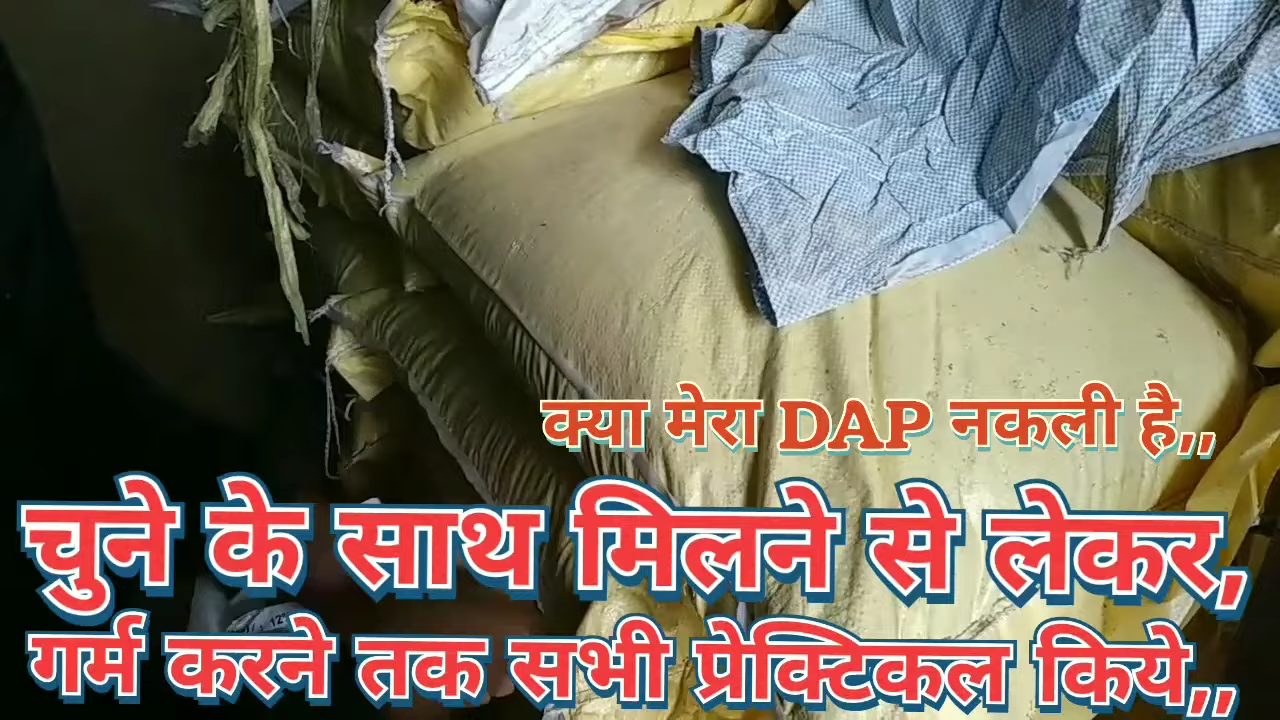 क्या मेरा DAP नकली है,,
चुने के साथ मिलने से लेकर,
गर्म करने तक सभी प्रेक्टिकल किये,,